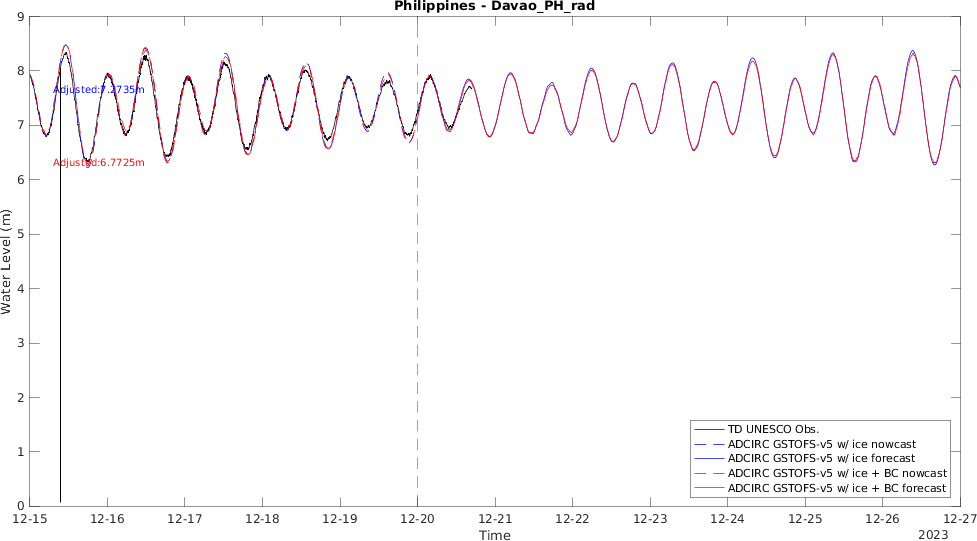 Philippines - Davao_PH_rad
9
8
7
6
5
4
3
2
1
0
Water Level (m)
Adjusted:7.2735m
Adjusted:6.7725m
TD UNESCO Obs.
ADCIRC GSTOFS-v5 w/ ice nowcast
ADCIRC GSTOFS-v5 w/ ice forecast
ADCIRC GSTOFS-v5 w/ ice + BC nowcast
ADCIRC GSTOFS-v5 w/ ice + BC forecast
12-15 12-16 12-17 12-18 12-19 12-20 12-21 12-22 12-23 12-24 12-25 12-26 12-27
Time
2023